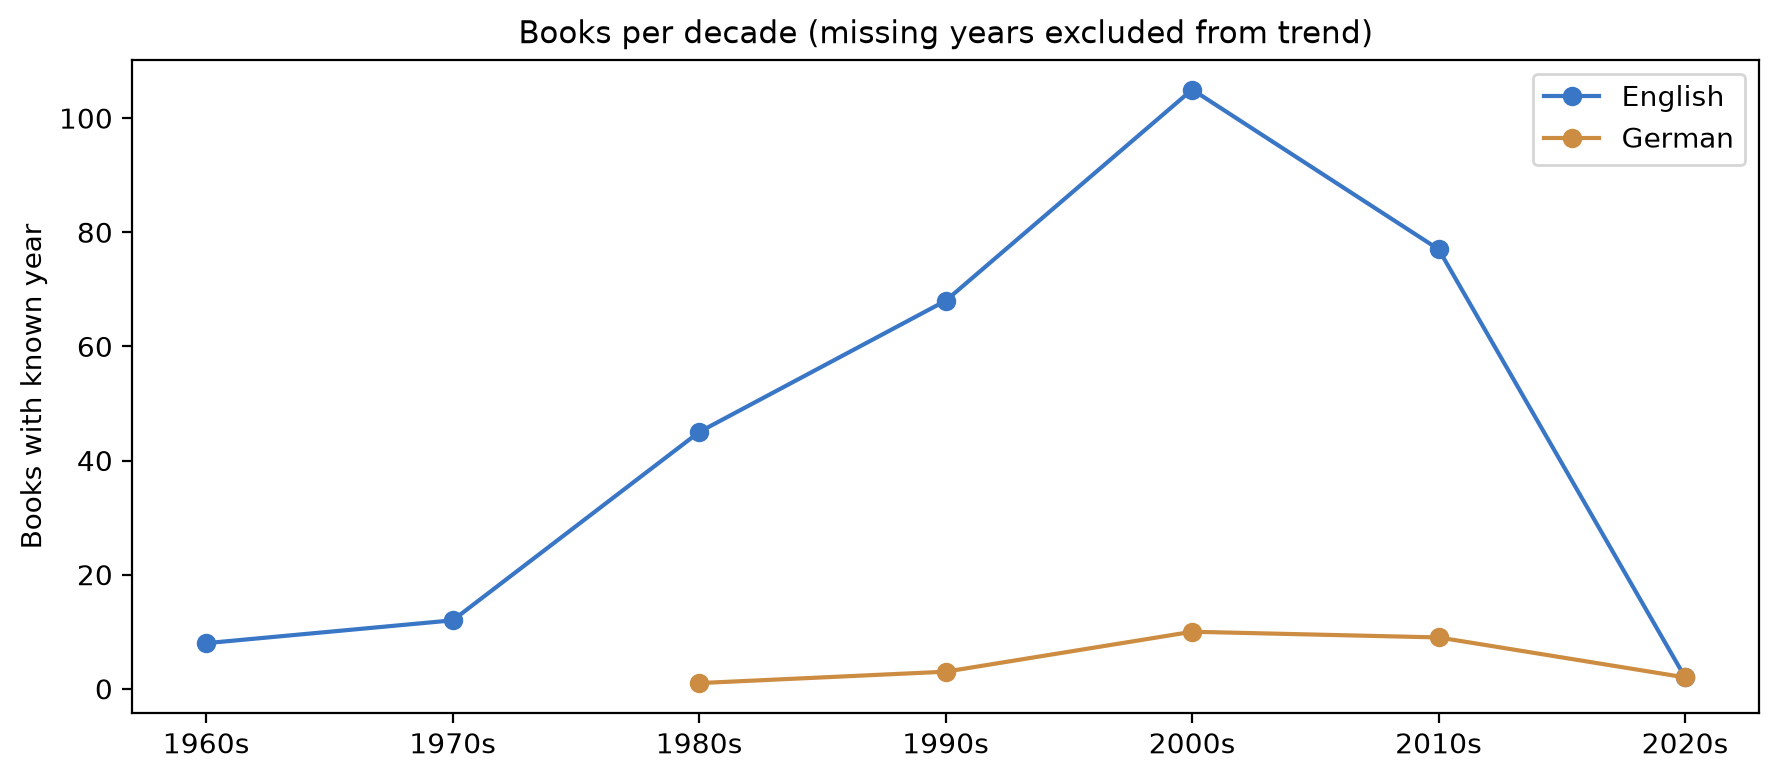 Books per decade (missing years excluded from trend)
English
German
Books with known year
100
80
60
40
20
0
1960s 1970s 1980s 1990s 2000s 2010s 2020s